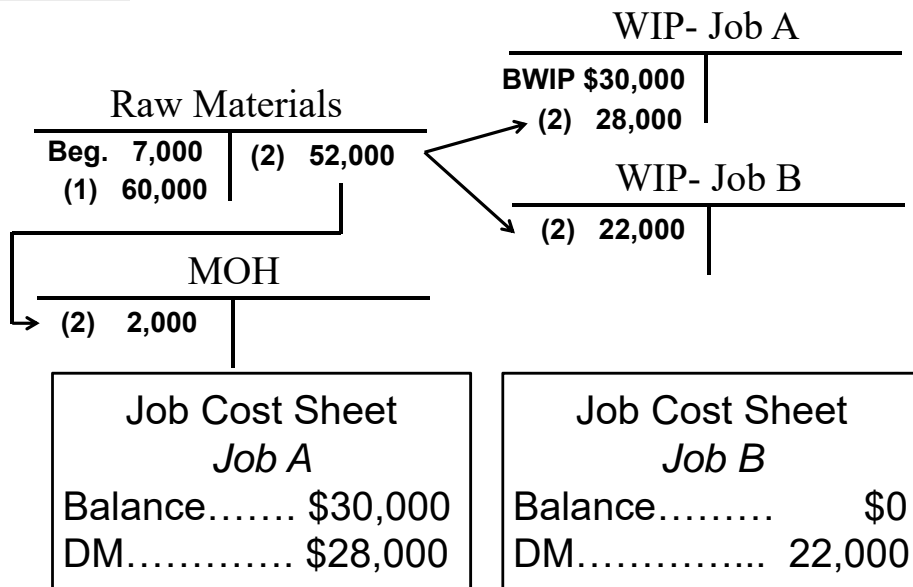 WIP- Job A
BWIP $30,000
(2) 28,000
Raw Materials
Beg. 7,000 (2) 52,000
(1) 60,000
WIP- Job B
(2) 22,000
MOH
(2) 2,000
Job Cost Sheet
Job A
Balance....... $30,000
DM............. $28,000
Job Cost Sheet
Job B
Balance......... $0
DM............... 22,000